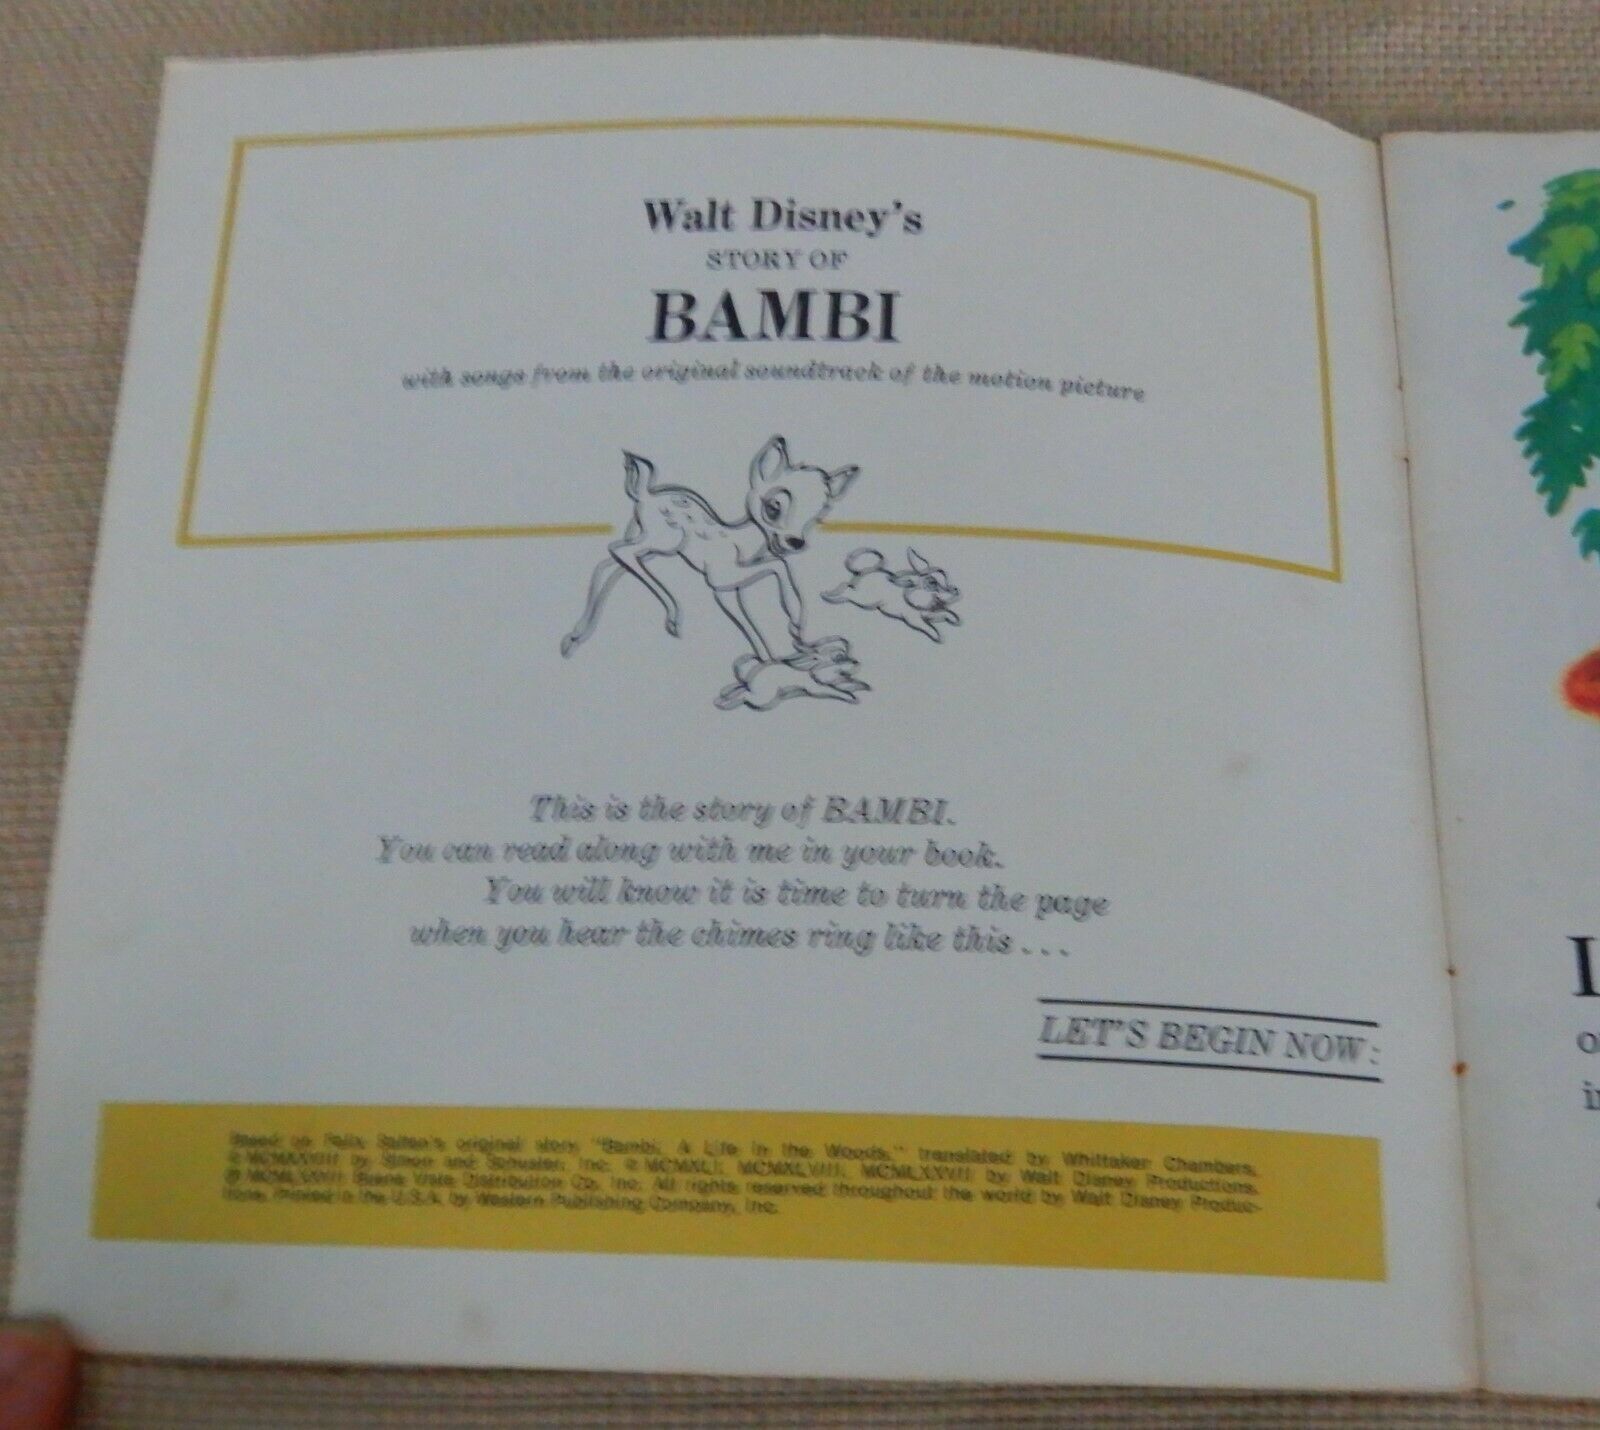 Walt Disney's
STORY OF
BAMBI
with songs from the original soundtrack of the motion picture
This is the story of BAMBI.
You can read along with me in your book.
You will know it is time to turn the page
when you hear the chimes ring like this . . .
LET'S BEGIN NOW:
Based on Felix Salten's original story, "Bambi, A Life in the Woods," translated by Whittaker Chambers,
by Simon and Schuster, Inc. © MCMXLI, MCMXLVIII, MCMLXXVII by Walt Disney Productions.
Buena Vista Distribution Co., Inc. All rights reserved throughout the world by Walt Disney Produc-
tions. Printed in the U.S.A. by Western Publishing Company, Inc.